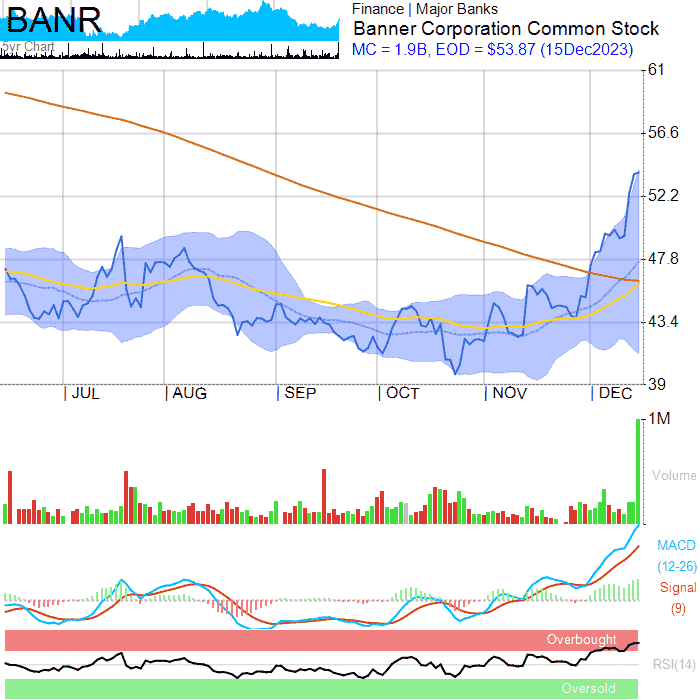 BANR
5yr Chart
Finance | Major Banks
Banner Corporation Common Stock
MC = 1.9B, EOD = $53.87 (15Dec2023)
61
56.6
52.2
47.8
43.4
39
JUL AUG SEP OCT NOV DEC
1M
Volume
MACD
(12-26)
Signal
(9)
Overbought
RSI(14)
Oversold